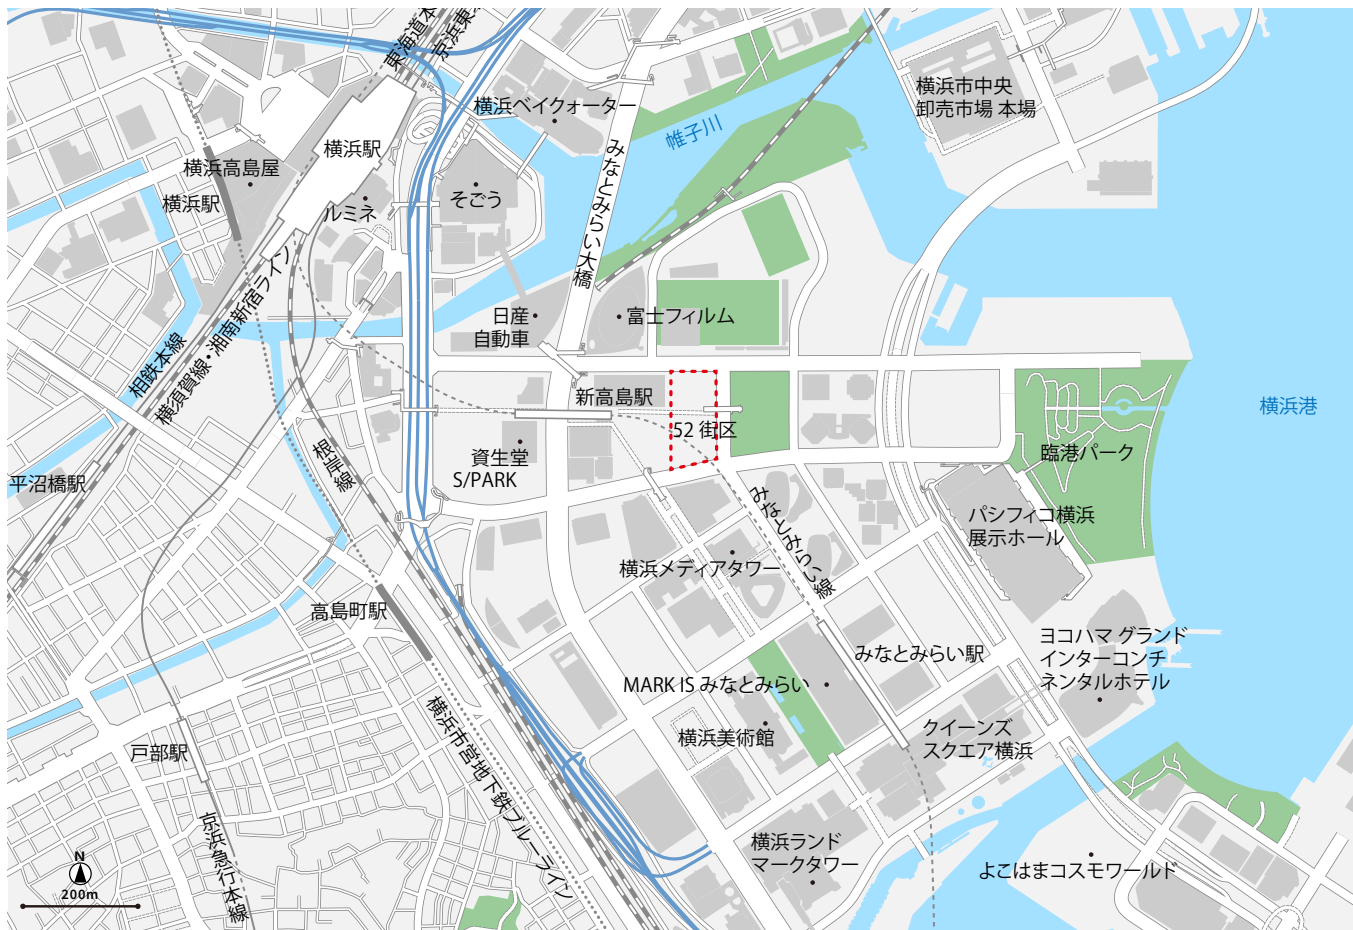 東海道本
京浜東
横浜ベイクォーター
横浜市中央
卸売市場 本場
帷子川
横浜駅
横浜高島屋
横浜駅
ルミネ
そごう
みなとみらい大橋
日産
自動車
富士フィルム
相鉄本線
横須賀線・湘南新宿ライン
新高島駅
52 街区
横浜港
臨港パーク
根岸線
資生堂
S/PARK
平沼橋駅
みなとみらい線
パシフィコ横浜
展示ホール
横浜メディアタワー
高島町駅
ヨコハマ グランド
インターコンチ
ネンタルホテル
みなとみらい駅
MARK IS みなとみらい
横浜美術館
クイーンズ
スクエア横浜
戸部駅
横浜市営地下鉄ブルーライン
京浜急行本線
横浜ランド
マークタワー
よこはまコスモワールド
N
200m